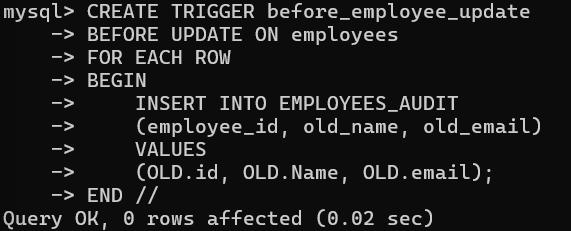 mysql> CREATE TRIGGER before_employee_update
    -> BEFORE UPDATE ON employees
    -> FOR EACH ROW
    -> BEGIN
    ->     INSERT INTO EMPLOYEES_AUDIT
    ->     (employee_id, old_name, old_email)
    ->     VALUES
    ->     (OLD.id, OLD.Name, OLD.email);
    -> END //
Query OK, 0 rows affected (0.02 sec)